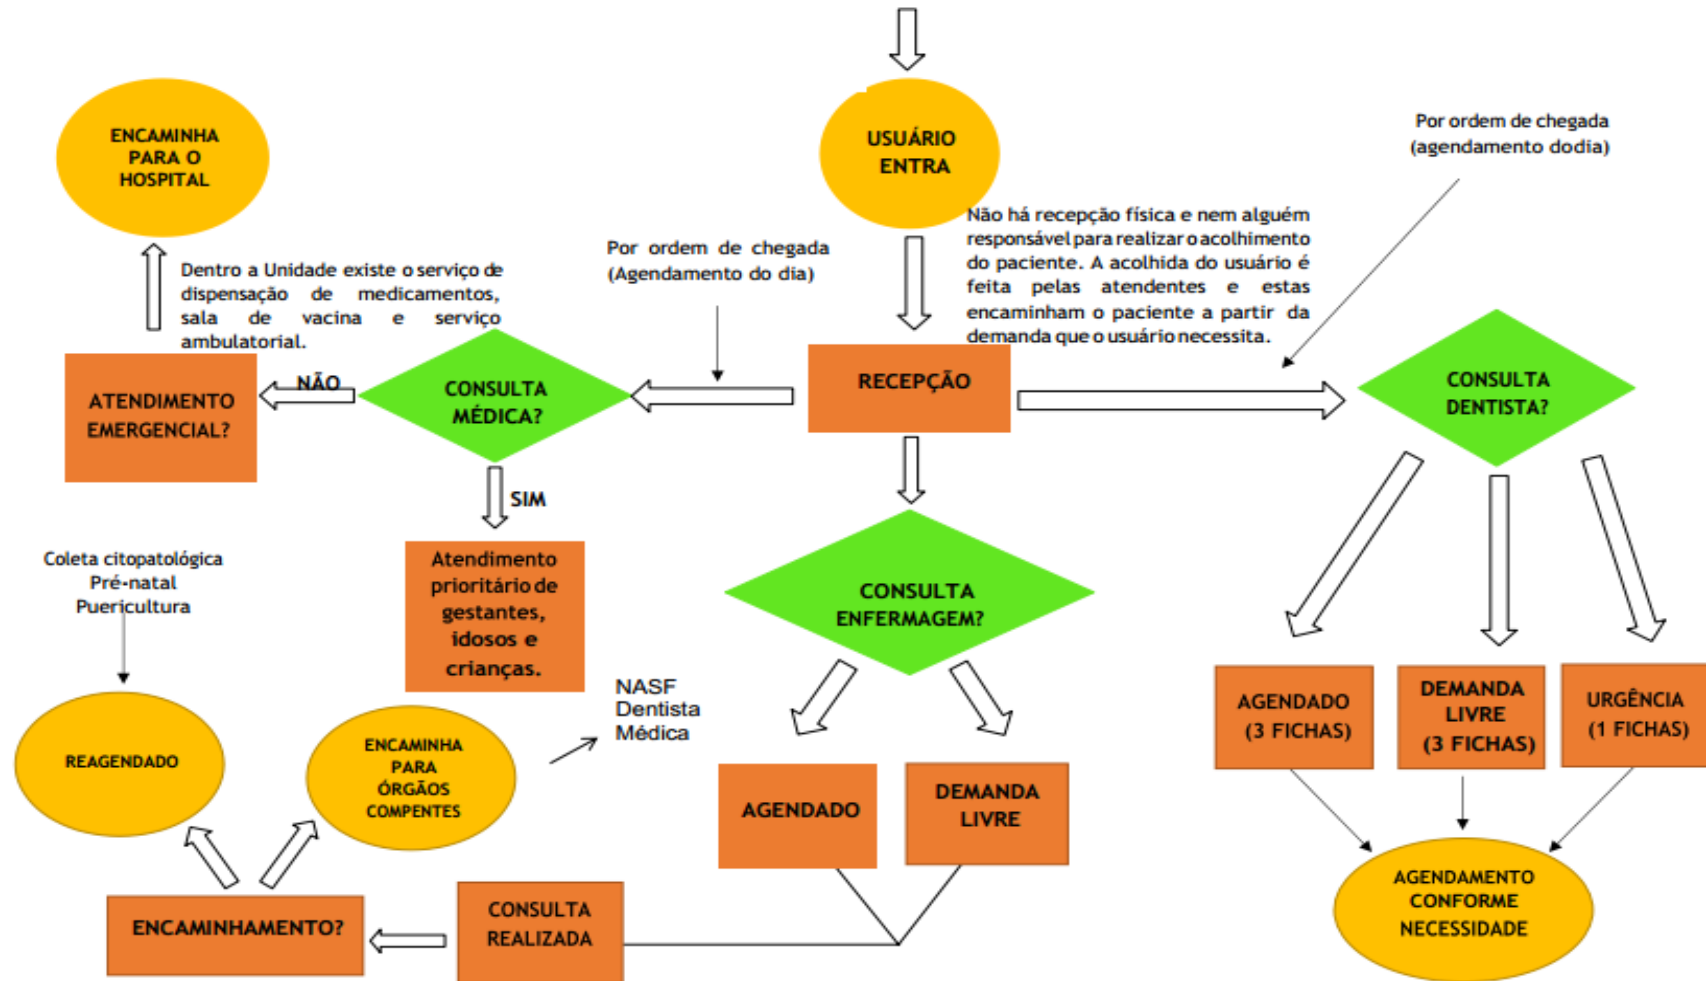 ENCAMINHA
PARA O
HOSPITAL
USUÁRIO
ENTRA
Por ordem de chegada
(agendamento dodia)
Não há recepção física e nem alguém
responsável para realizar o acolhimento
do paciente. A acolhida do usuário é
feita pelas atendentes e estas
encaminham o paciente a partir da
demanda que o usuário necessita.
Por ordem de chegada
(Agendamento do dia)
Dentro a Unidade existe o serviço de
dispensação de medicamentos,
sala de vacina e serviço
ambulatorial.
RECEPÇÃO
CONSULTA
DENTISTA?
CONSULTA
MÉDICA?
NÃO
ATENDIMENTO
EMERGENCIAL?
SIM
Atendimento
prioritário de
gestantes,
idosos e
crianças.
Coleta citopatológica
Pré-natal
Puericultura
CONSULTA
ENFERMAGEM?
AGENDADO
(3 FICHAS)
DEMANDA
LIVRE
(3 FICHAS)
URGÊNCIA
(1 FICHAS)
NASF
Dentista
Médica
REAGENDADO
ENCAMINHA
PARA
ÓRGÃOS
COMPENTES
AGENDADO
DEMANDA
LIVRE
AGENDAMENTO
CONFORME
NECESSIDADE
ENCAMINHAMENTO?
CONSULTA
REALIZADA